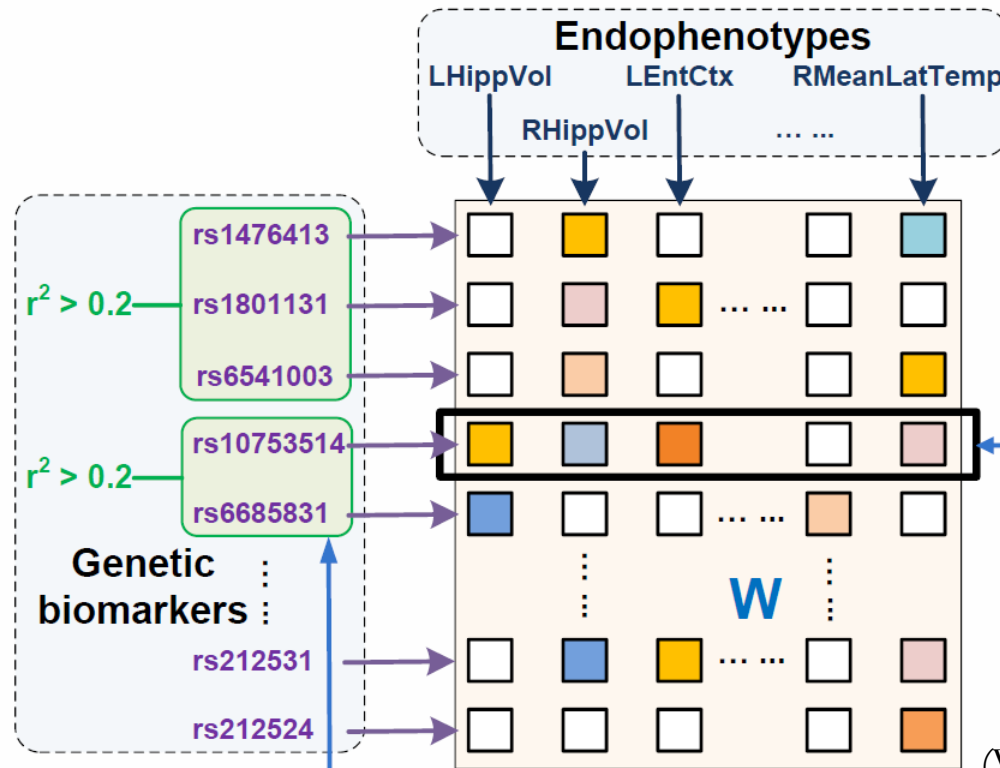 Endophenotypes
LHippVol LEntCtx RMeanLatTemp
RHippVol ... ...
rs1476413
r² > 0.2 rs1801131 ... ...
rs6541003
rs10753514
r² > 0.2
rs6685831 ... ...
Genetic
biomarkers
W
rs212531 ... ...
rs212524
(